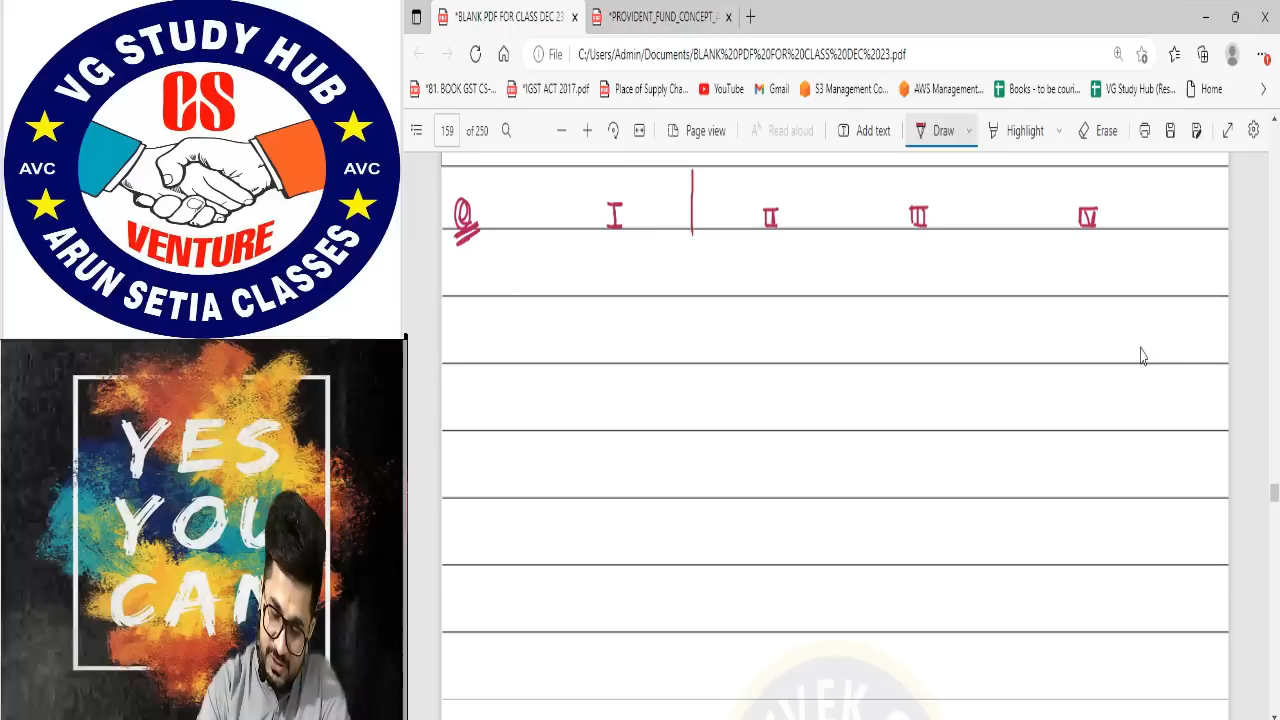 VG STUDY HUB
CS
AVC
AVC
VENTURE
ARUN SETIA CLASSES
YES
YOU
CAN
*BLANK PDF FOR CLASS DEC 23
*PROVIDENT_FUND_CONCEPT_
File
C:/Users/Admin/Documents/BLANK%20PDF%20FOR%20CLASS%20DEC%202023.pdf
*81. BOOK GST CS-...
*IGST ACT 2017.pdf
Place of Supply Cha...
YouTube
Gmail
S3 Management Co...
AWS Management...
Books - to be couri...
VG Study Hub (Res...
Home
159 of 250
Page view
Read aloud
Add text
Draw
Highlight
Erase
Q I II III IV
VEK